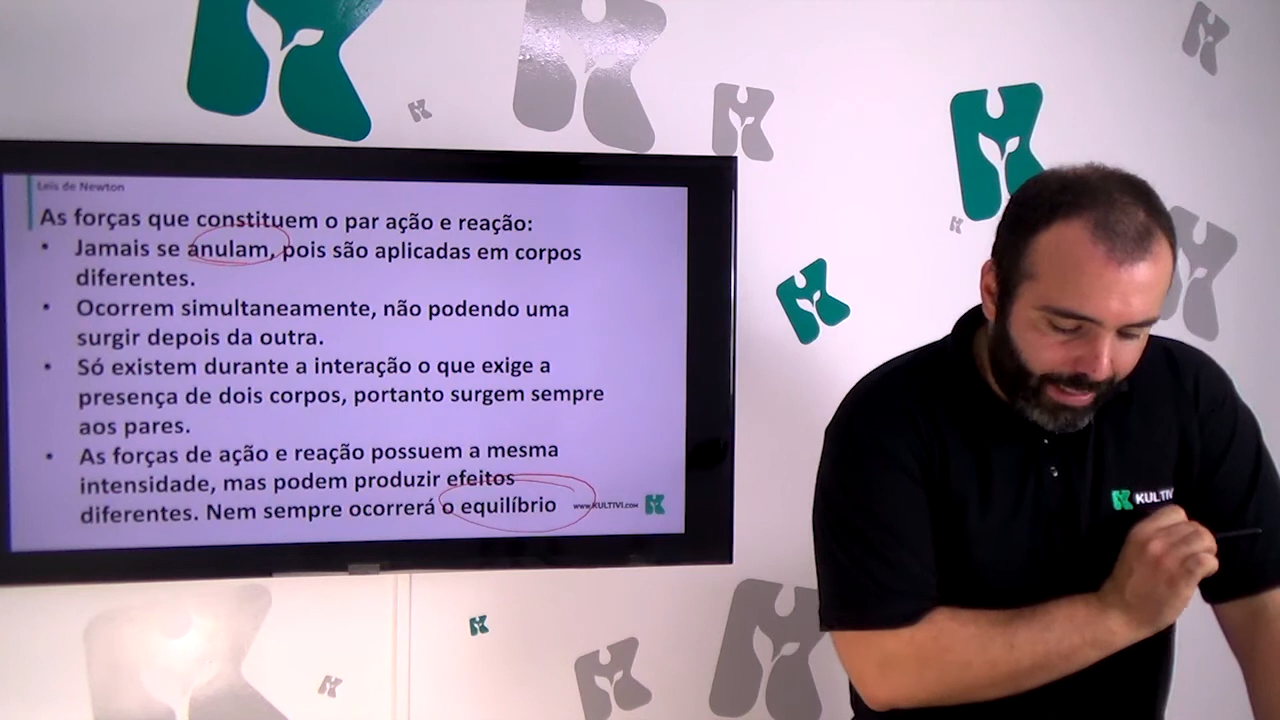 Leis de Newton
As forças que constituem o par ação e reação:
• Jamais se anulam, pois são aplicadas em corpos
diferentes.
• Ocorrem simultaneamente, não podendo uma
surgir depois da outra.
• Só existem durante a interação o que exige a
presença de dois corpos, portanto surgem sempre
aos pares.
• As forças de ação e reação possuem a mesma
intensidade, mas podem produzir efeitos
diferentes. Nem sempre ocorrerá o equilíbrio
www.KULTIVI.COM